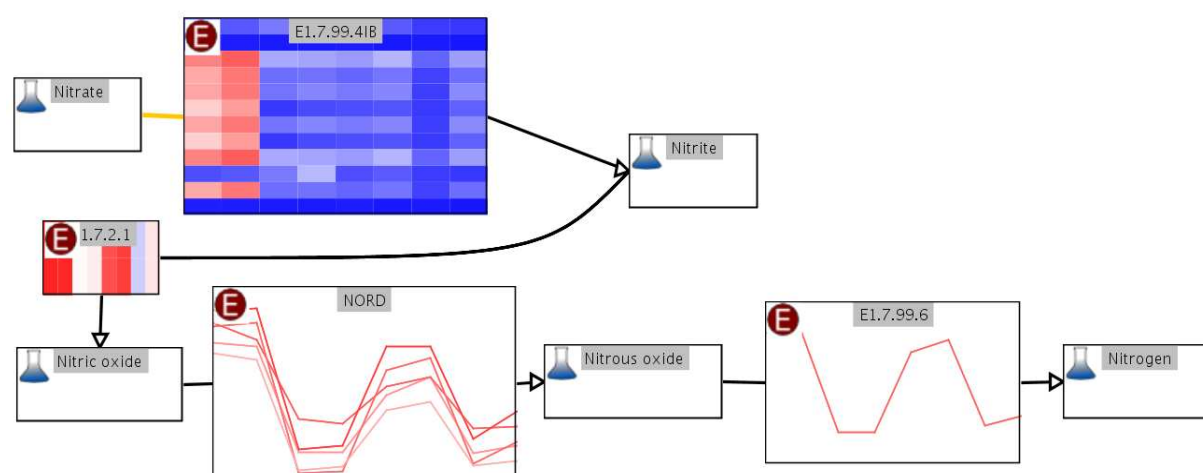 E
E1.7.99.4IB
Nitrate
Nitrite
E
1.7.2.1
E
NORD
E
E1.7.99.6
Nitric oxide
Nitrous oxide
Nitrogen